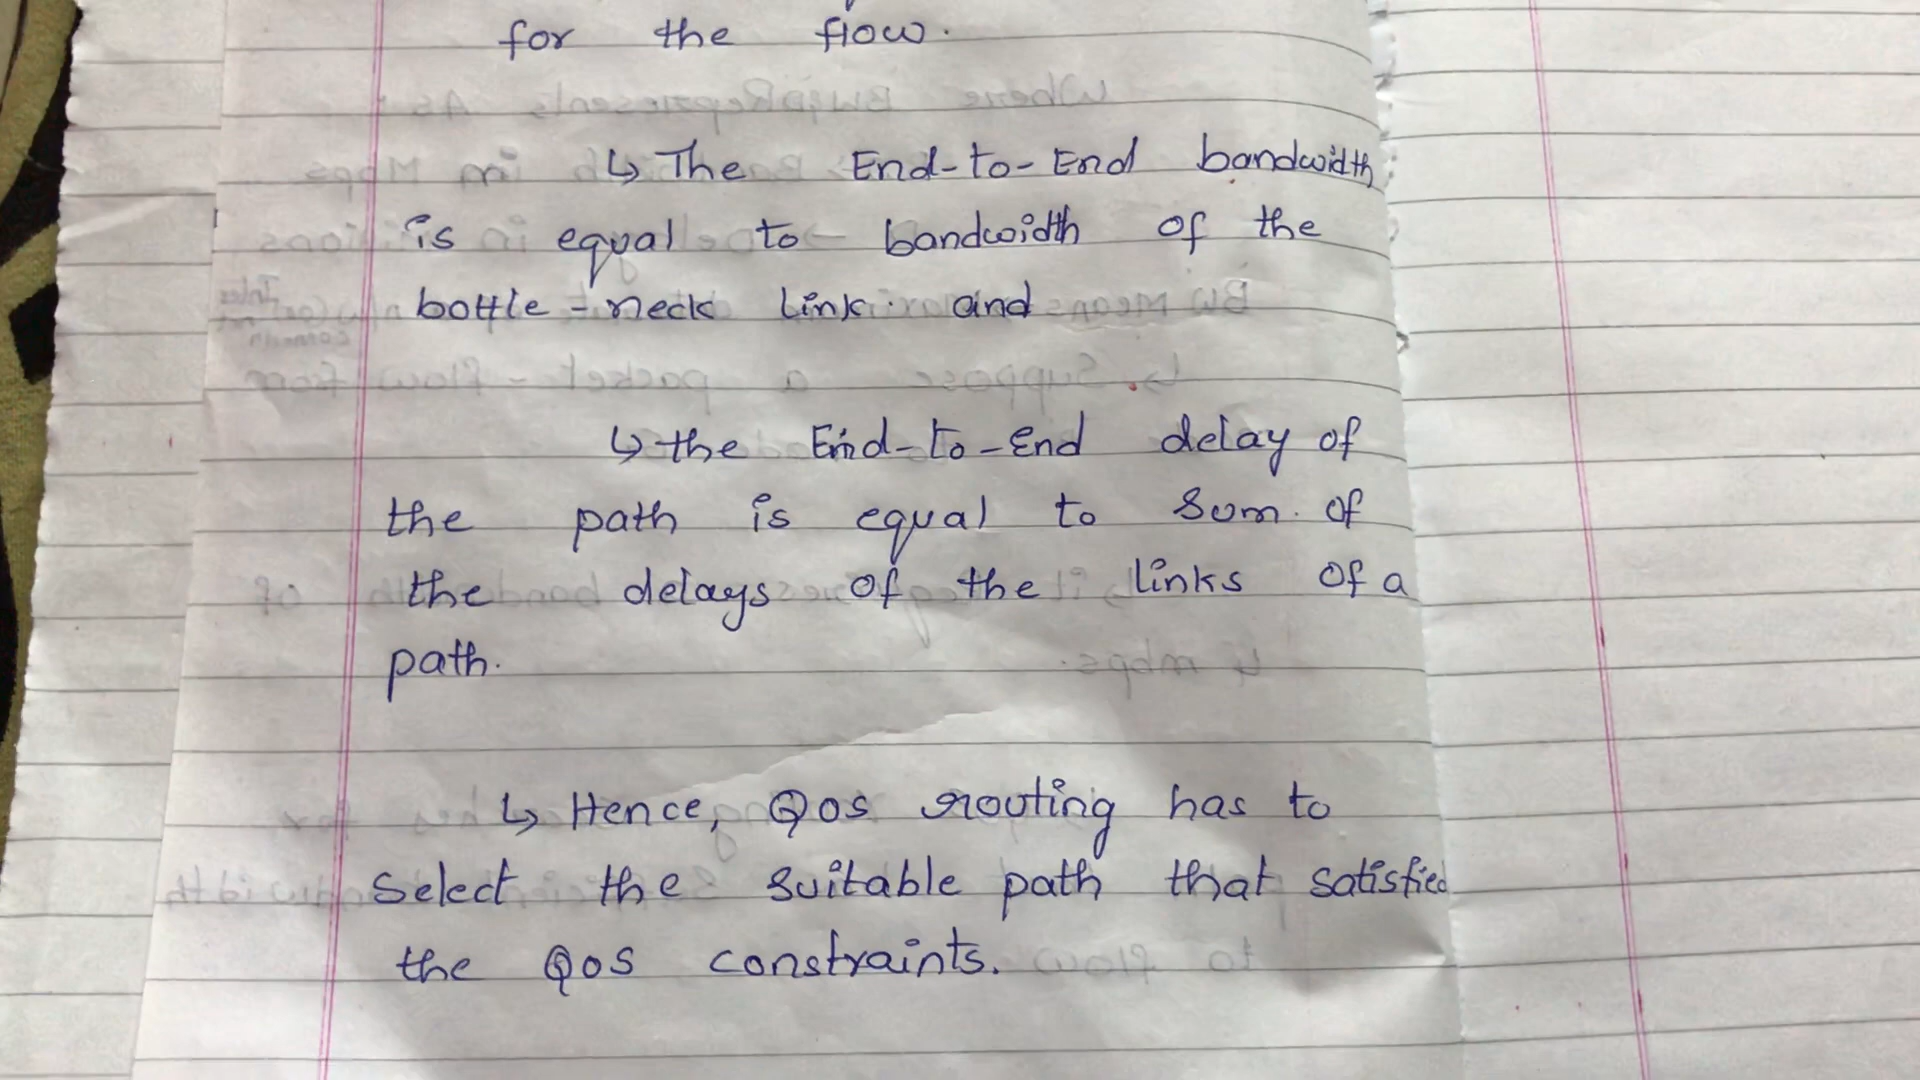 for the flow.
↳ The End-to-End bandwidth
is equal to bandwidth of the
bottle-neck link. and
↳ the End-to-End delay of
the path is equal to sum of
the delays of the links of a
path.
↳ Hence, QoS routing has to
Select the suitable path that satisfied
the QoS constraints.